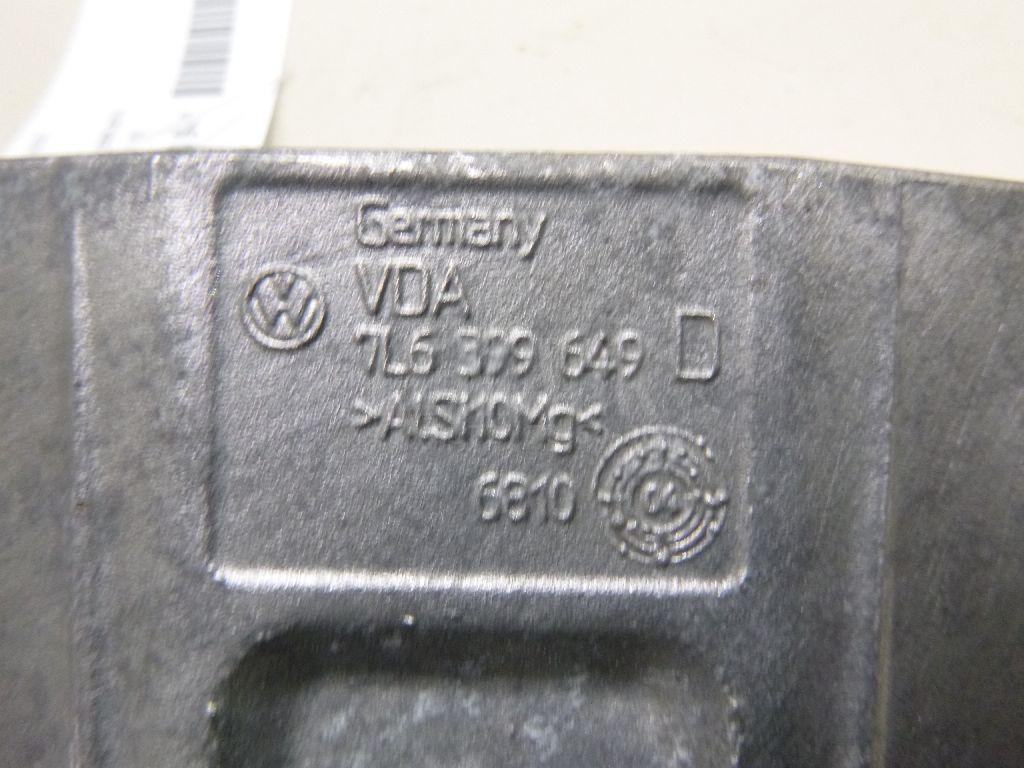 Germany
VDA
7L6 399 649 D
>AlSi10Mg<
6810
04